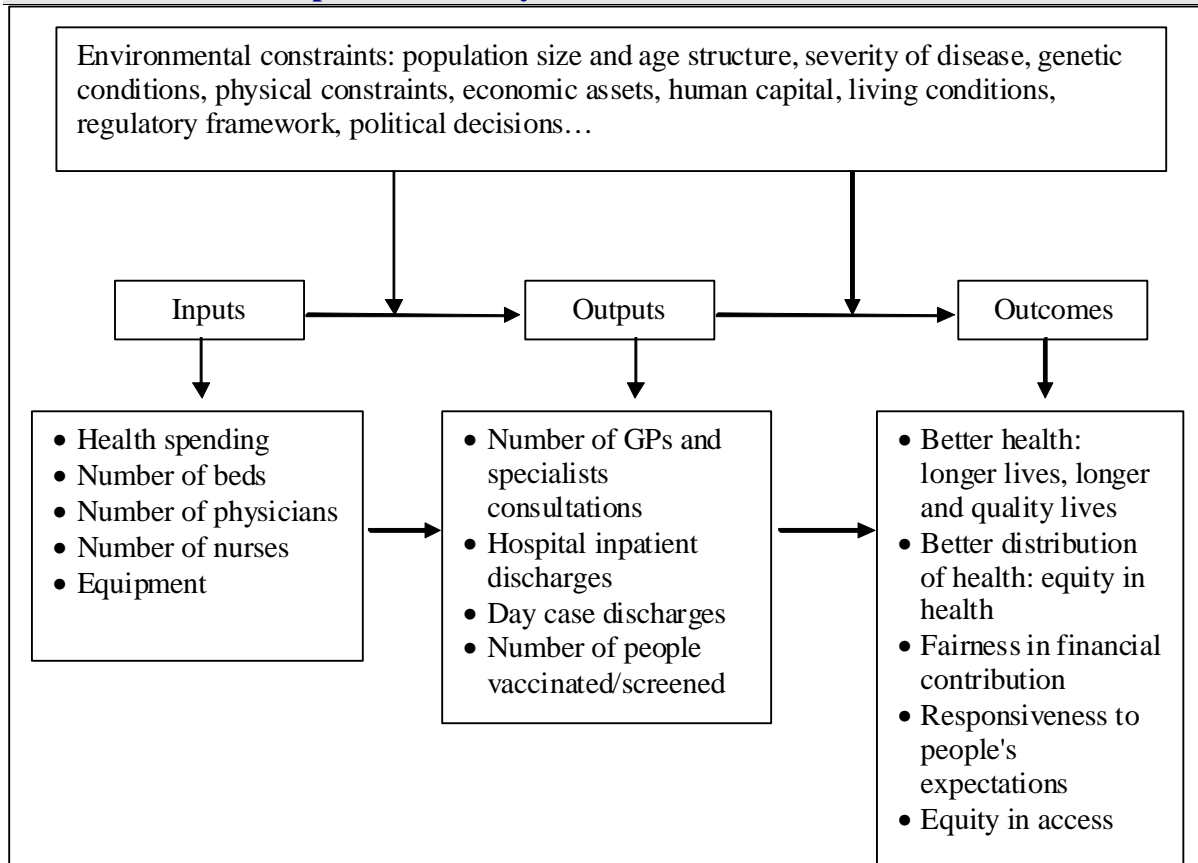 Environmental constraints: population size and age structure, severity of disease, genetic
conditions, physical constraints, economic assets, human capital, living conditions,
regulatory framework, political decisions…
Inputs
Outputs
Outcomes
• Health spending
• Number of beds
• Number of physicians
• Number of nurses
• Equipment
• Number of GPs and
specialists
consultations
• Hospital inpatient
discharges
• Day case discharges
• Number of people
vaccinated/screened
• Better health:
longer lives, longer
and quality lives
• Better distribution
of health: equity in
health
• Fairness in financial
contribution
• Responsiveness to
people's
expectations
• Equity in access